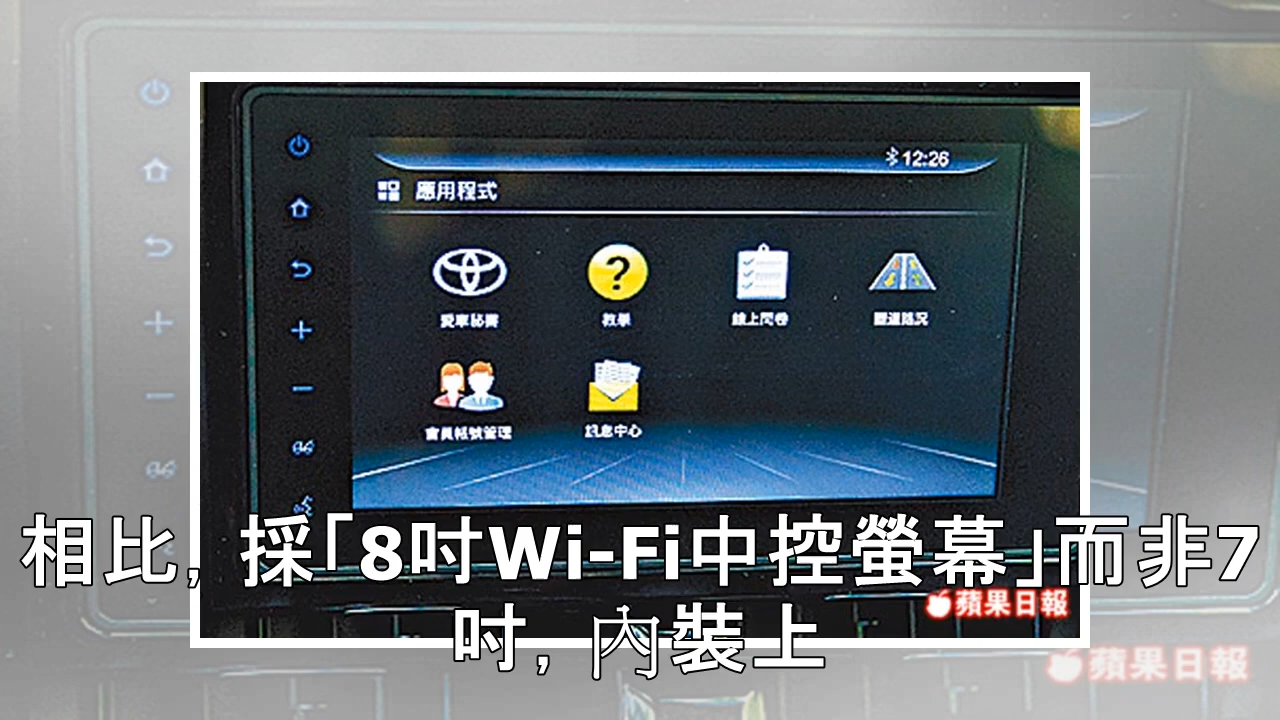 12:26
應用程式
愛車秘書
教學
線上問卷
國道路況
會員帳號管理
訊息中心
相比, 採「8吋Wi-Fi中控螢幕」而非7
吋, 內裝上
蘋果日報
蘋果日報